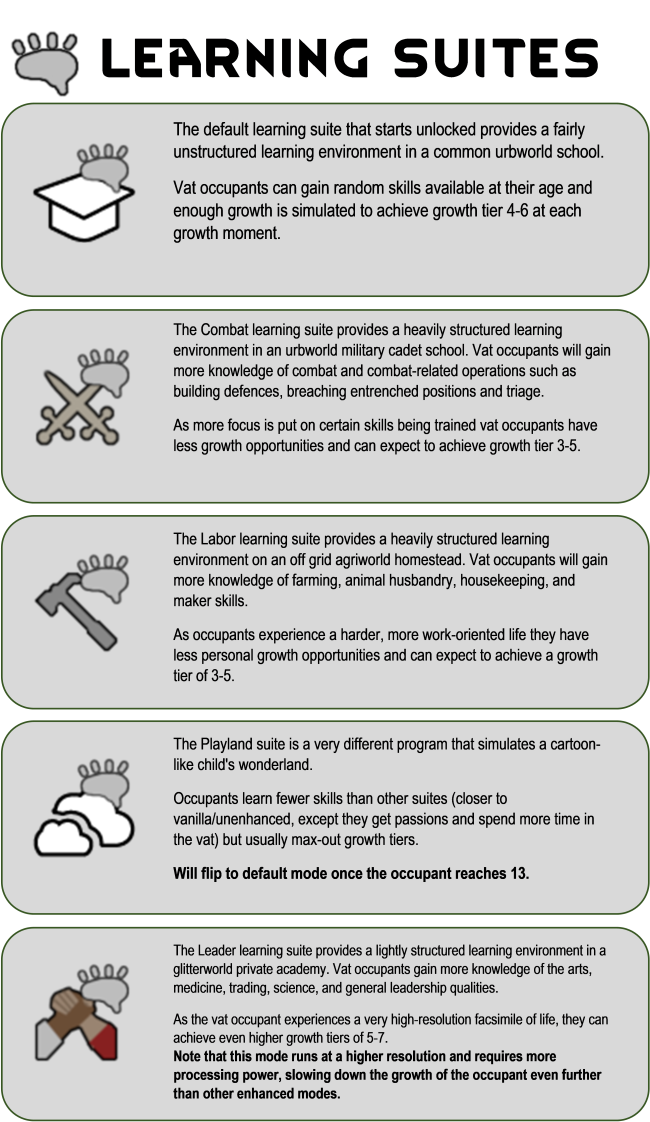 LEARNING SUITES
The default learning suite that starts unlocked provides a fairly
unstructured learning environment in a common urbworld school.
Vat occupants can gain random skills available at their age and
enough growth is simulated to achieve growth tier 4-6 at each
growth moment.
The Combat learning suite provides a heavily structured learning
environment in an urbworld military cadet school. Vat occupants will gain
more knowledge of combat and combat-related operations such as
building defences, breaching entrenched positions and triage.
As more focus is put on certain skills being trained vat occupants have
less growth opportunities and can expect to achieve growth tier 3-5.
The Labor learning suite provides a heavily structured learning
environment on an off grid agriworld homestead. Vat occupants will gain
more knowledge of farming, animal husbandry, housekeeping, and
maker skills.
As occupants experience a harder, more work-oriented life they have
less personal growth opportunities and can expect to achieve a growth
tier of 3-5.
The Playland suite is a very different program that simulates a cartoon-
like child's wonderland.
Occupants learn fewer skills than other suites (closer to
vanilla/unenhanced, except they get passions and spend more time in
the vat) but usually max-out growth tiers.
Will flip to default mode once the occupant reaches 13.
The Leader learning suite provides a lightly structured learning environment in a
glitterworld private academy. Vat occupants gain more knowledge of the arts,
medicine, trading, science, and general leadership qualities.
As the vat occupant experiences a very high-resolution facsimile of life, they can
achieve even higher growth tiers of 5-7.
Note that this mode runs at a higher resolution and requires more
processing power, slowing down the growth of the occupant even further
than other enhanced modes.